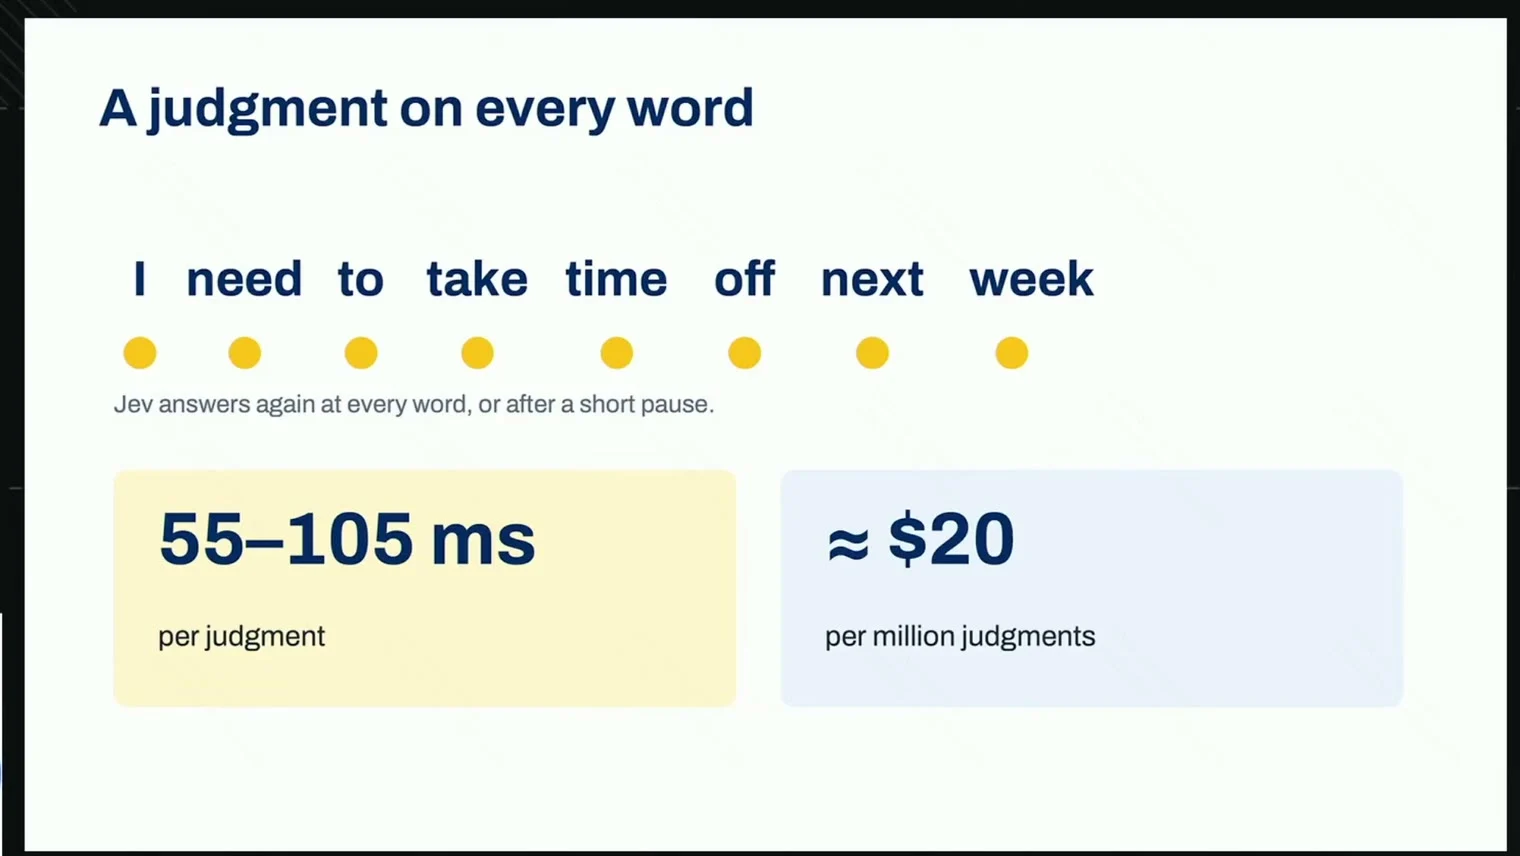 A judgment on every word
I need to take time off next week
Jev answers again at every word, or after a short pause.
55–105 ms
per judgment
≈ $20
per million judgments